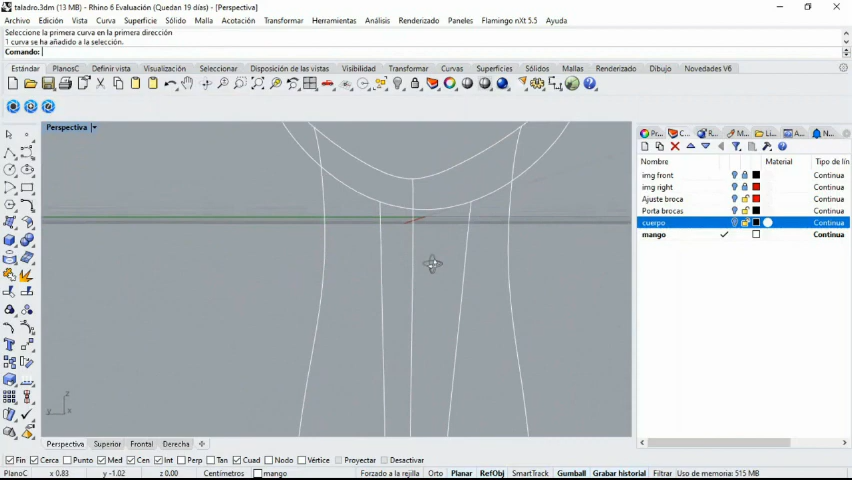 taladro.3dm (17 MB) - Rhino 6 Evaluación (Quedan 19 días) - [Perspectiva]
Archivo Edición Vista Curva Superficie Sólido Malla Acotación Transformar Herramientas Análisis Renderizado Paneles Flamingo nXt 5.5 Ayuda
Seleccione la primera curva en la primera dirección
1 curva se ha añadido a la selección.
Comando:
Estándar PlanosC Definir vista Visualización Seleccionar Disposición de las vistas Visibilidad Transformar Curvas Superficies Sólidos Mallas Renderizado Dibujo Novedades V6
Perspectiva
Pr... C... R... M... Li... A... N...
Nombre Material Tipo de lí
img front Continua
img right Continua
Ajuste broca Continua
Porta brocas Continua
cuerpo Continua
mango Continua
z
y x
Perspectiva Superior Frontal Derecha
Fin Cerca Punto Med Cen Int Perp Tan Cuad Nodo Vértice Proyectar Desactivar
PlanoC x 0.83 y -1.02 z 0.00 Centímetros mango Forzado a la rejilla Orto Planar RefObj SmartTrack Gumball Grabar historial Filtrar Uso de memoria: 515 MB